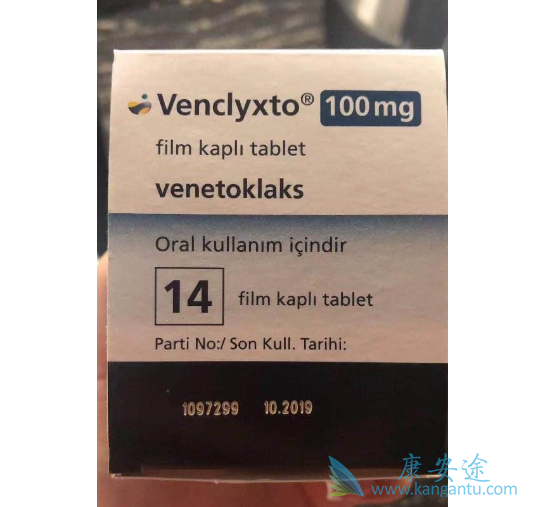 Venclyxto® 100 mg
film kaplı tablet
venetoklaks
Oral kullanım içindir
14 film kaplı tablet
Parti No:/ Son Kull. Tarihi:
1097299 10.2019
康安途
www.kangantu.com